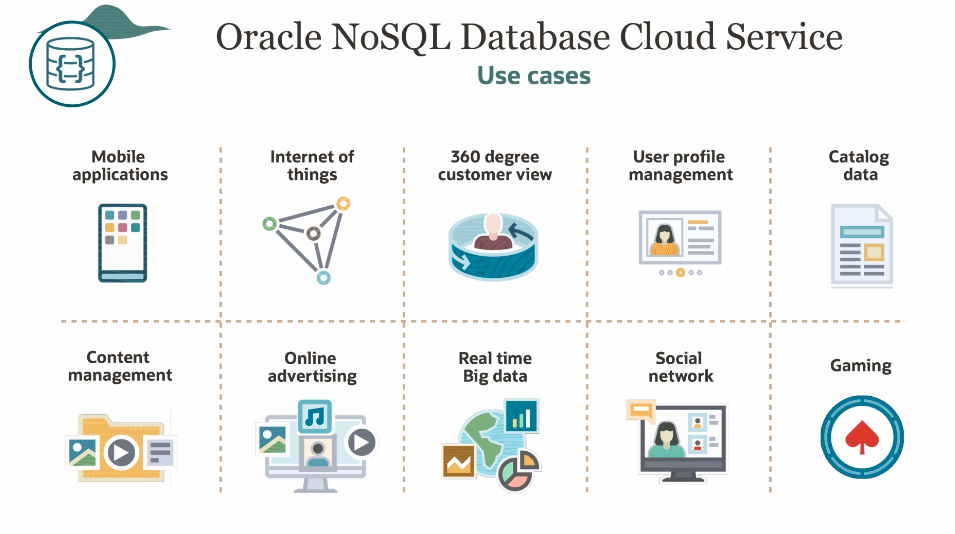 Oracle NoSQL Database Cloud Service
Use cases
Mobile
applications
Internet of
things
360 degree
customer view
User profile
management
Catalog
data
Content
management
Online
advertising
Real time
Big data
Social
network
Gaming